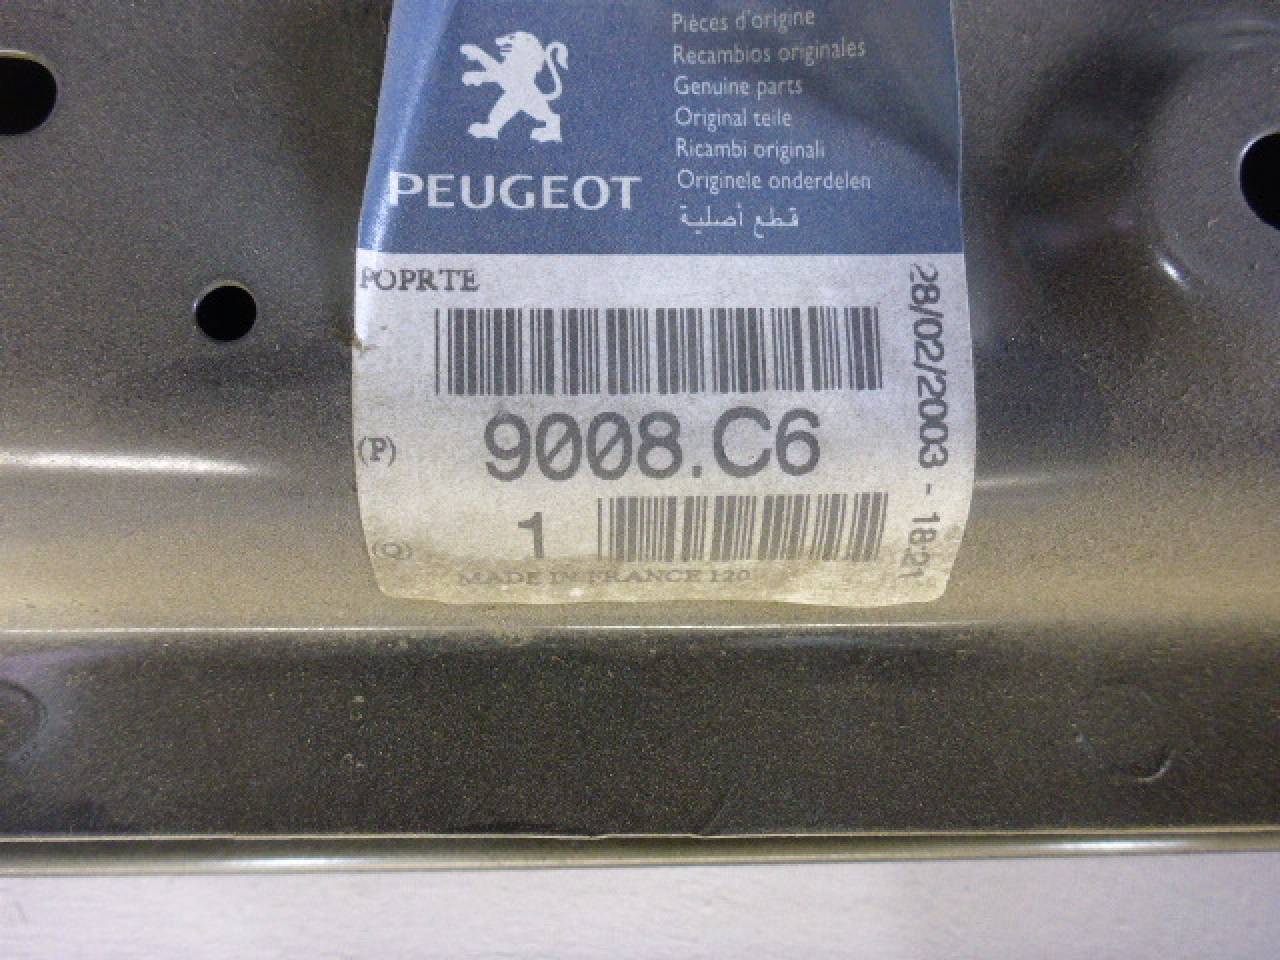 Pièces d'origine
Recambios originales
Genuine parts
Original teile
Ricambi originali
Originele onderdelen
قطع أصلية
PEUGEOT
POPRTE
28/02/2003 - 18:21
(P) 9008.C6
(Q) 1
MADE IN FRANCE 120